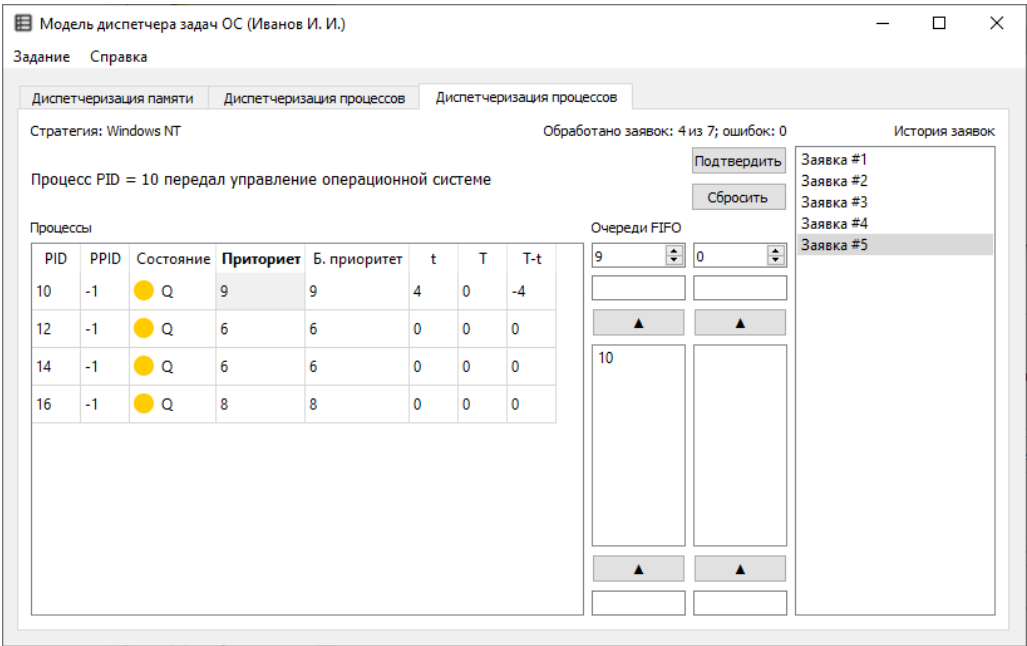 Модель диспетчера задач ОС (Иванов И. И.)
Задание Справка
Диспетчеризация памяти Диспетчеризация процессов Диспетчеризация процессов
Стратегия: Windows NT Обработано заявок: 4 из 7; ошибок: 0 История заявок
Процесс PID = 10 передал управление операционной системе
Подтвердить
Сбросить
Заявка #1
Заявка #2
Заявка #3
Заявка #4
Заявка #5
Процессы
PID PPID Состояние Приториет Б. приоритет t T T-t
10 -1 Q 9 9 4 0 -4
12 -1 Q 6 6 0 0 0
14 -1 Q 6 6 0 0 0
16 -1 Q 8 8 0 0 0
Очереди FIFO
9 0
▲ ▲
10
▲ ▲